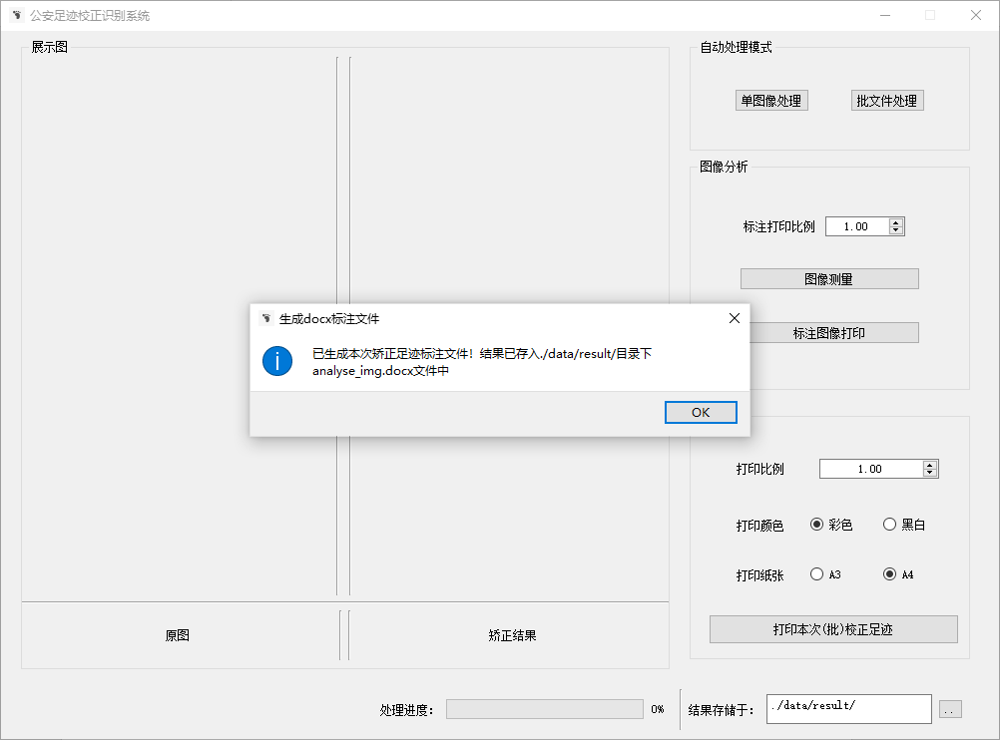 公安足迹校正识别系统
展示图
自动处理模式
单图像处理
批文件处理
图像分析
标注打印比例
1.00
图像测量
标注图像打印
生成docx标注文件
已生成本次矫正足迹标注文件！结果已存入./data/result/目录下
analyse_img.docx文件中
OK
打印比例
1.00
打印颜色
彩色
黑白
打印纸张
A3
A4
打印本次(批)校正足迹
原图
矫正结果
处理进度：
0%
结果存储于：
./data/result/
..